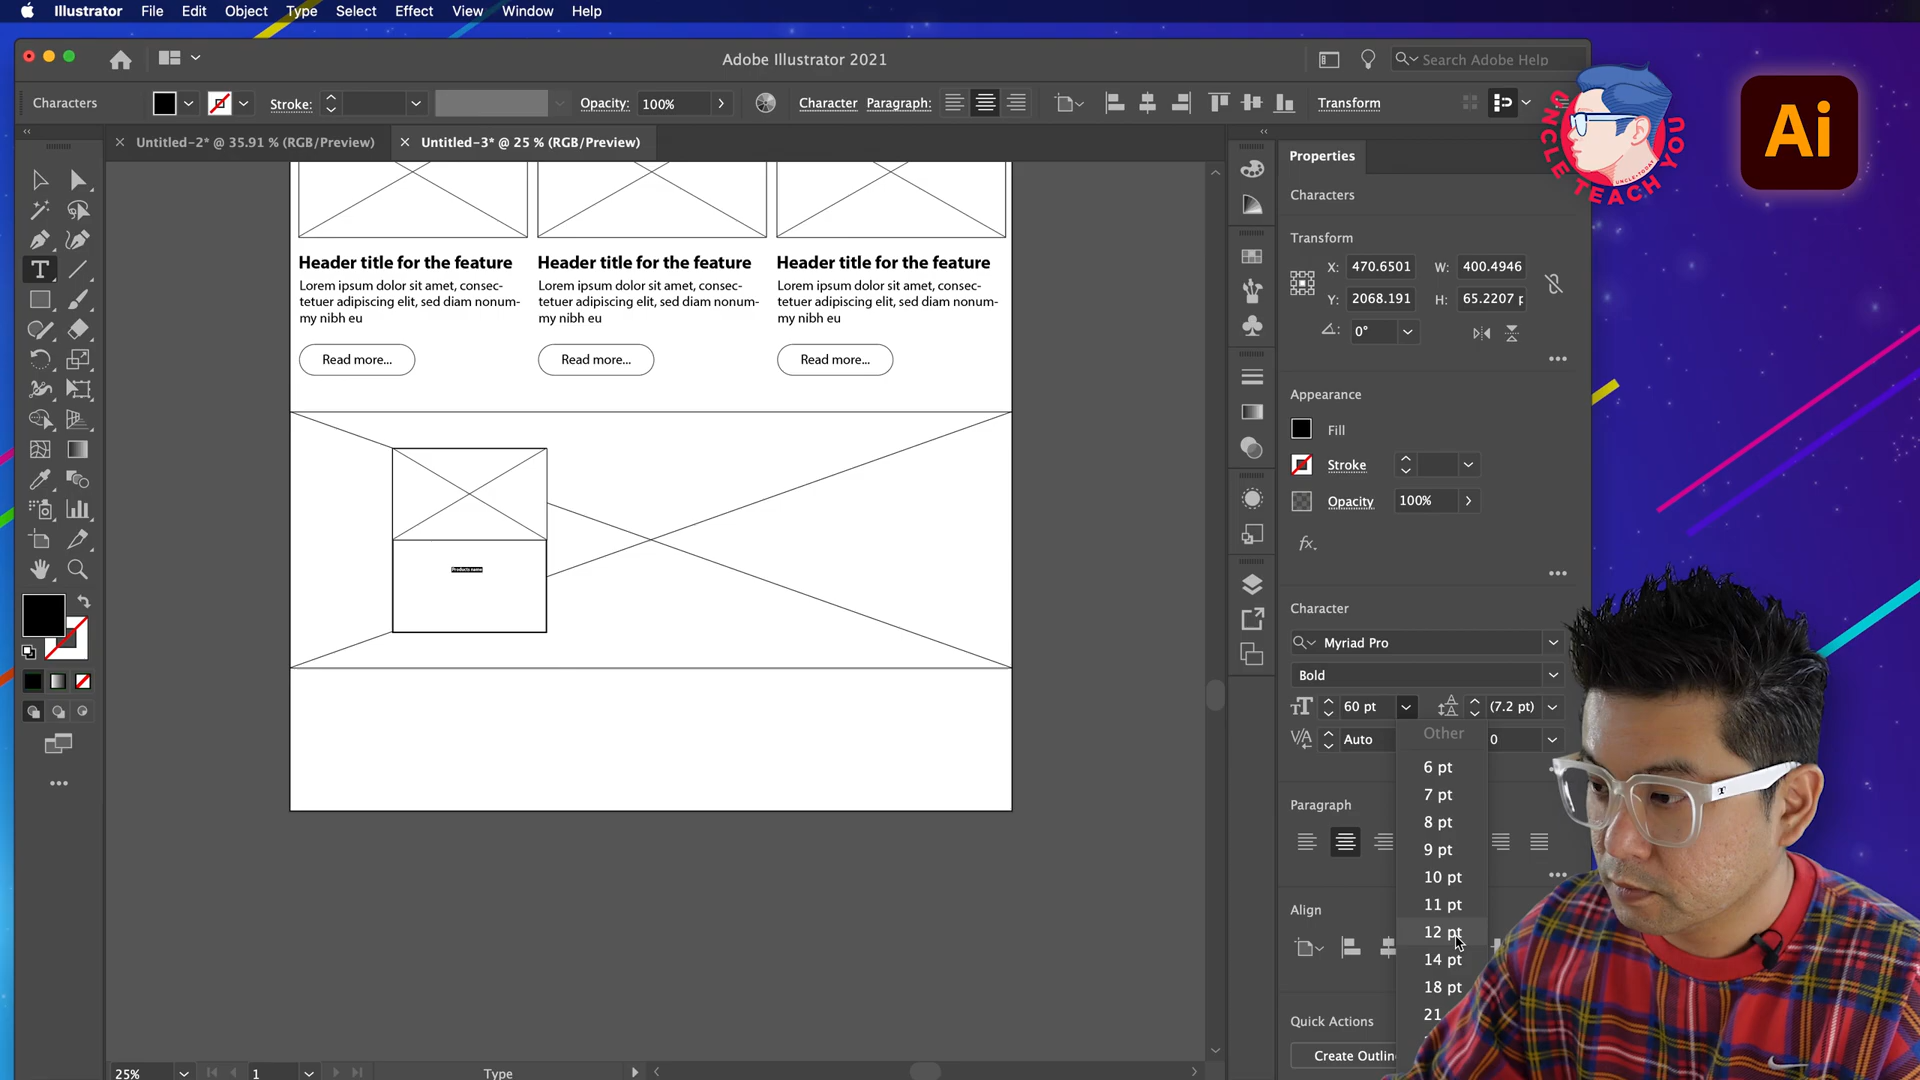 Illustrator File Edit Object Type Select Effect View Window Help
Adobe Illustrator 2021
Search Adobe Help
Characters
Stroke:
Opacity: 100%
Character Paragraph:
Transform
Untitled-2* @ 35.91 % (RGB/Preview)
Untitled-3* @ 25 % (RGB/Preview)
UNCLE TEACH YOU
Ai
Properties
Characters
Transform
X: 470.6501 W: 400.4946
Y: 2068.191 H: 65.2207 p
0°
Header title for the feature
Lorem ipsum dolor sit amet, consec-
tetuer adipiscing elit, sed diam nonum-
my nibh eu
Read more...
Header title for the feature
Lorem ipsum dolor sit amet, consec-
tetuer adipiscing elit, sed diam nonum-
my nibh eu
Read more...
Header title for the feature
Lorem ipsum dolor sit amet, consec-
tetuer adipiscing elit, sed diam nonum-
my nibh eu
Read more...
Products name
Appearance
Fill
Stroke
Opacity 100%
fx.
Character
Myriad Pro
Bold
60 pt (7.2 pt)
Auto 0
Other
6 pt
7 pt
8 pt
9 pt
10 pt
11 pt
12 pt
14 pt
18 pt
21
Paragraph
Align
Quick Actions
Create Outlin
25% 1 Type